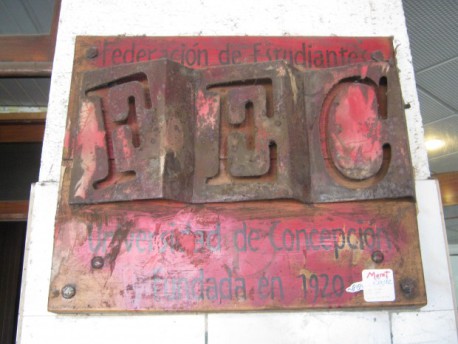 Federación de Estudiantes
FEC
Universidad de Concepción
fundada en 1920